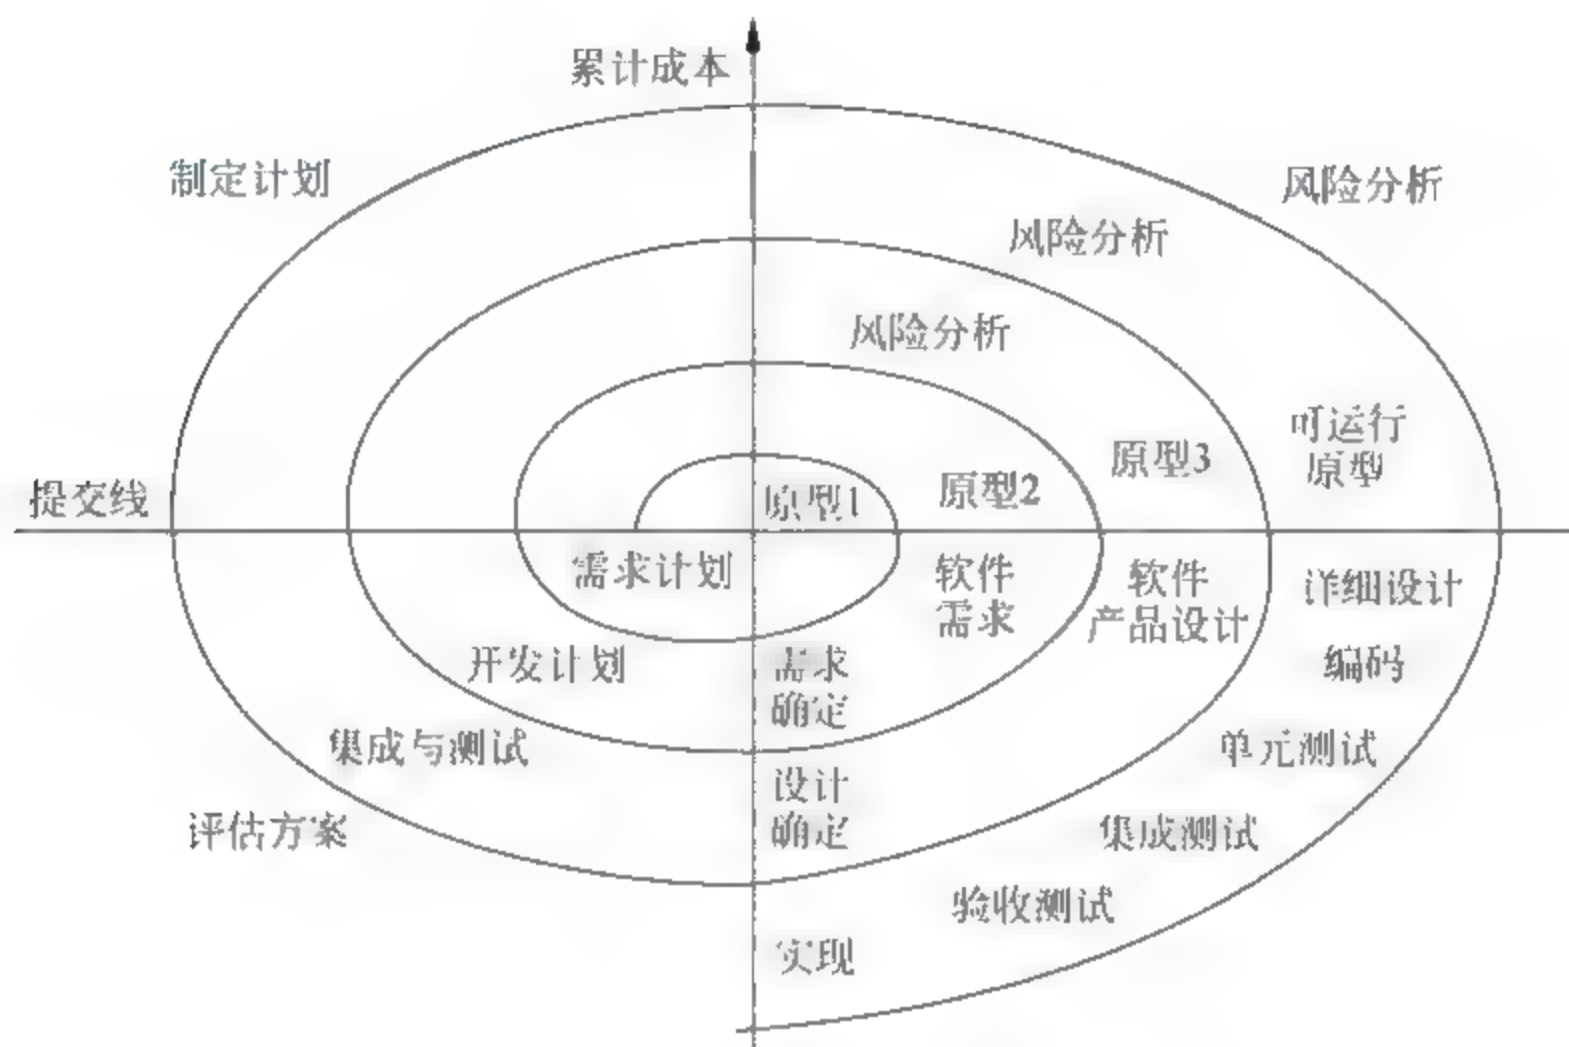 累计成本
制定计划
风险分析
风险分析
风险分析
可运行
原型
原型3
原型2
原型1
提交线
需求计划
软件
需求
软件
产品设计
详细设计
编码
开发计划
需求
确定
集成与测试
单元测试
设计
确定
评估方案
集成测试
验收测试
实现